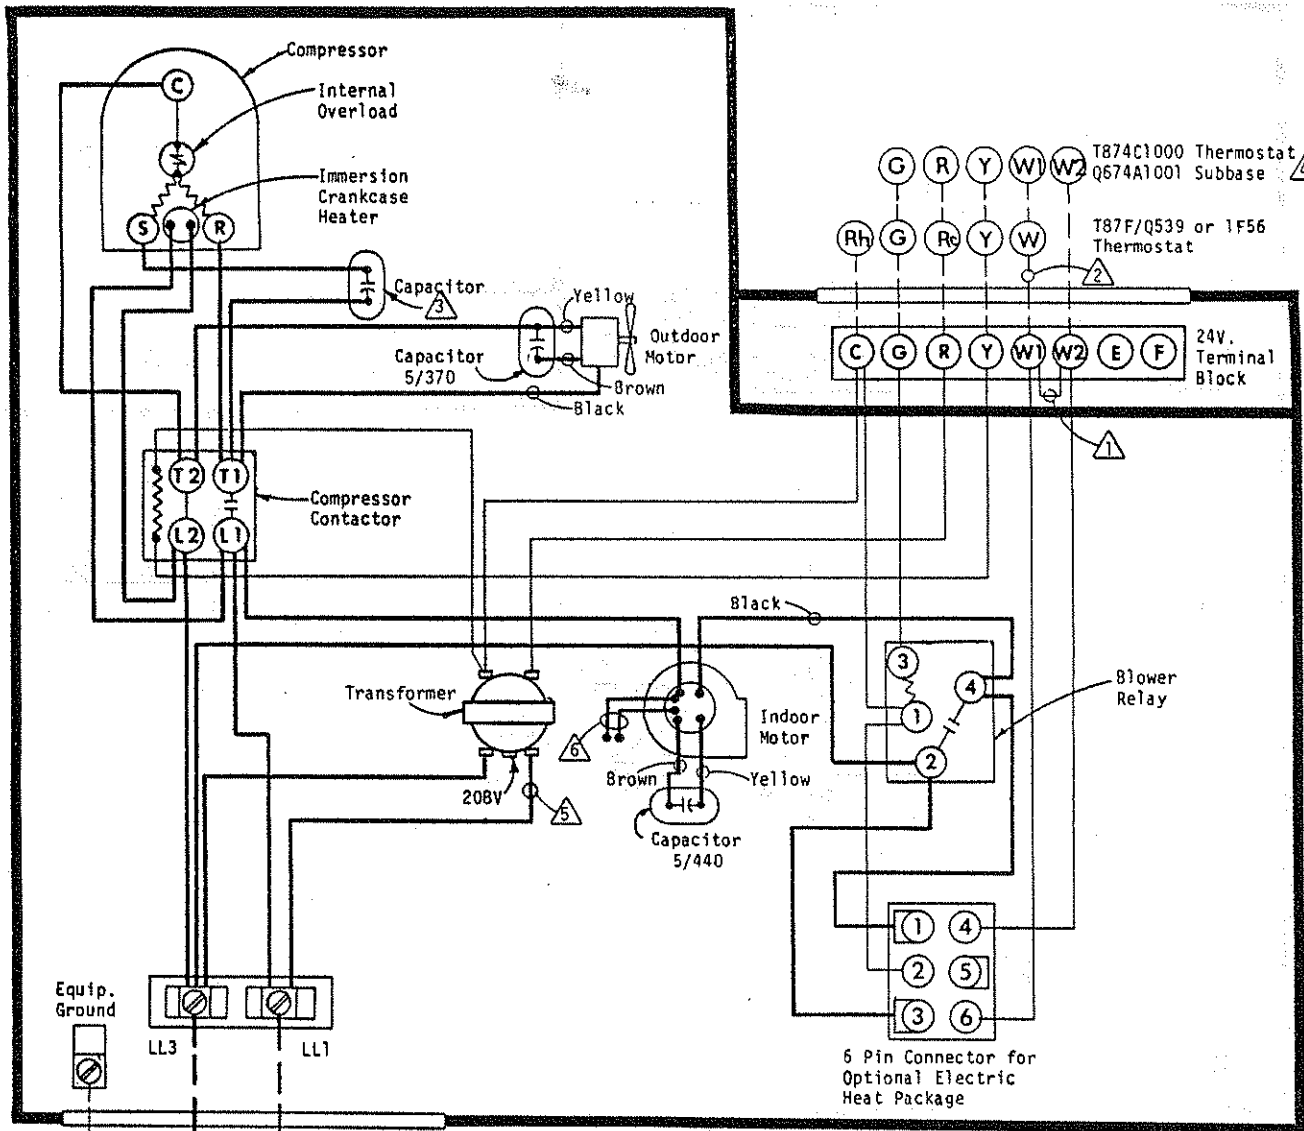 Compressor
C
Internal
Overload
Immersion
Crankcase
Heater
S
R
G R Y W1 W2
T874C1000 Thermostat
Q674A1001 Subbase
Rh G Rc Y W
T87F/Q539 or 1F56
Thermostat
2
Capacitor
3
Yellow
Outdoor
Motor
Capacitor
5/370
Brown
Black
C G R Y W1 W2 E F
24V.
Terminal
Block
1
T2 T1
L2 L1
Compressor
Contactor
Black
Transformer
208V
5
6
Indoor
Motor
Brown
Yellow
Capacitor
5/440
3
4
1
2
Blower
Relay
1 4
2 5
3 6
6 Pin Connector for
Optional Electric
Heat Package
Equip.
Ground
LL3
LL1